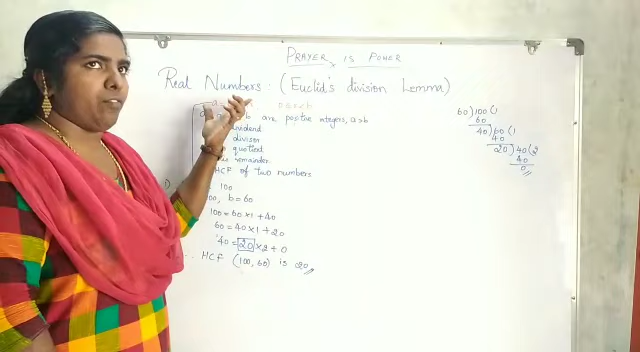 PRAYER IS POWER
Real Numbers: (Euclid's division Lemma)
a, b are positive integers, a>b
dividend
divisor
quotient
remainder
HCF of two numbers
100
b=60
100 = 60×1 + 40
60 = 40×1 + 20
40 = 20×2 + 0
∴ HCF (100, 60) is 20
60) 100 (1
60
40) 60 (1
40
20) 40 (2
40
0